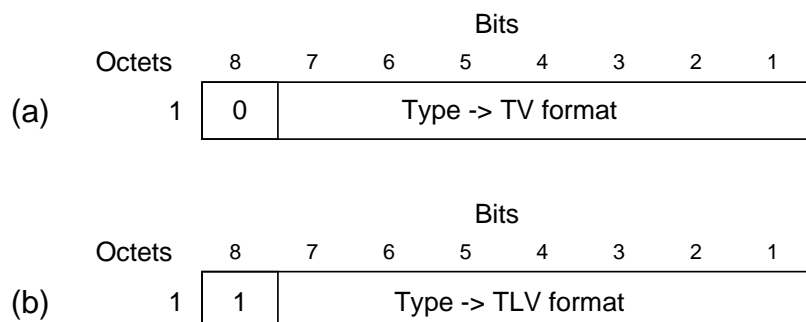 Bits
Octets 8 7 6 5 4 3 2 1
(a) 1 0 Type -> TV format
Bits
Octets 8 7 6 5 4 3 2 1
(b) 1 1 Type -> TLV format